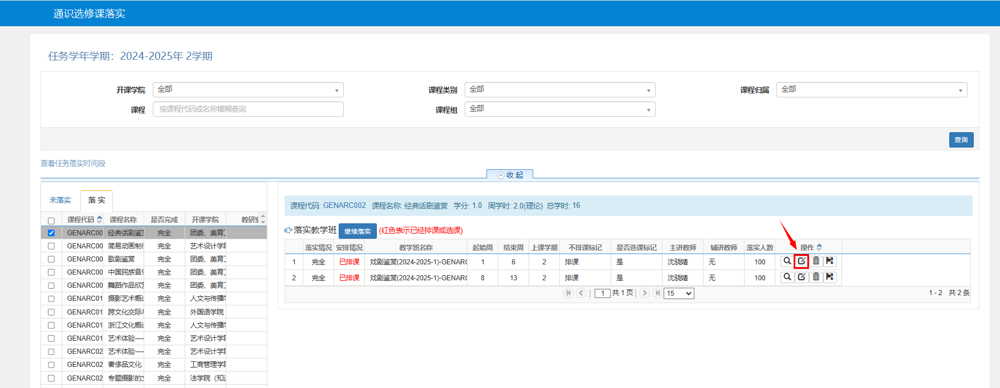 通识选修课落实
任务学年学期：2024-2025年 2学期
开课学院 全部 课程类别 全部 课程归属 全部
课程 按课程代码或名称模糊查询 课程组 全部
查询
查看任务落实时间段
收 起
未落实 落 实
课程代码 课程名称 是否完成 开课学院 教研
GENARC00 经典话剧鉴 完全 团委、美育
GENARC00 简易动画制 完全 艺术设计学
GENARC00 歌剧鉴赏 完全 团委、美育
GENARC00 中国民族音 完全 团委、美育
GENARC00 舞蹈作品欣 完全 团委、美育
GENARC01 摄影艺术概 完全 人文与传播
GENARC01 跨文化交际 完全 外国语学院
GENARC01 浙江文化概 完全 人文与传播
GENARC01 艺术体验— 完全 艺术设计学
GENARC02 艺术体验— 完全 艺术设计学
GENARC02 奢侈品文化 完全 工商管理学
GENARC02 专题摄影的 完全 法学院（知
课程代码: GENARC002 课程名称: 经典话剧鉴赏 学分: 1.0 周学时: 2.0(理论) 总学时: 16
落实教学班 继续落实 (红色表示已经排课或选课)
落实情况 安排情况 教学班名称 起始周 结束周 上课学期 不排课标记 是否选课标记 主讲教师 辅讲教师 落实人数 操作
1 完全 已排课 戏剧鉴赏(2024-2025-1)-GENARC 1 6 2 排课 是 沈骁婧 无 100
2 完全 已排课 戏剧鉴赏(2024-2025-1)-GENARC 8 13 2 排课 是 沈骁婧 无 100
1 共 1 页 15 1 - 2 共 2 条